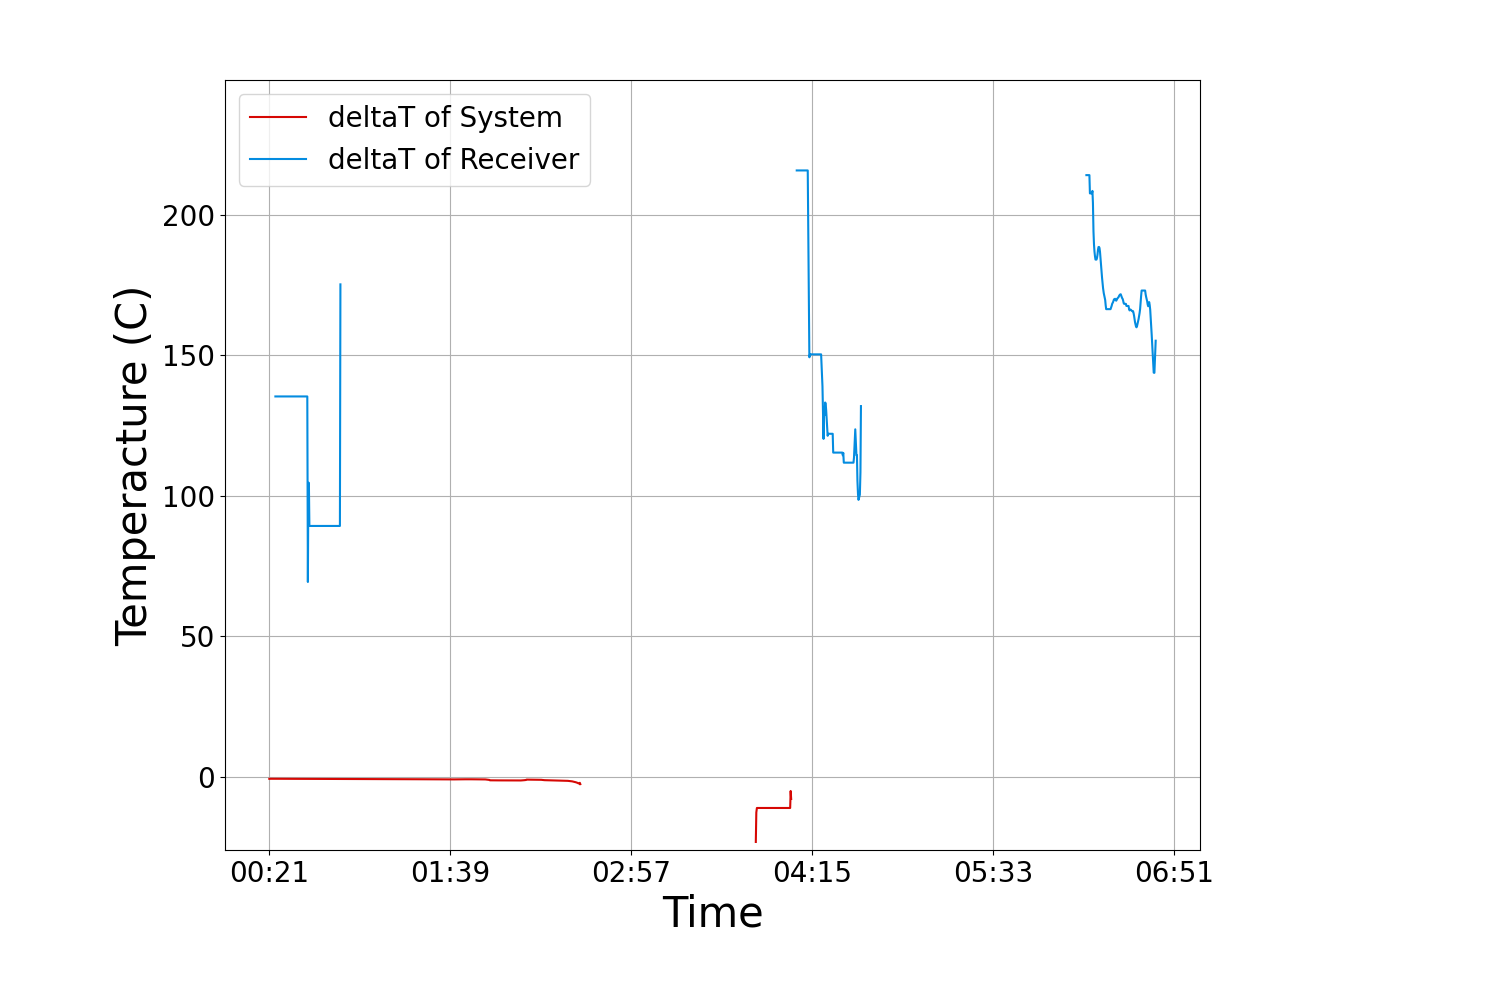 deltaT of System
deltaT of Receiver
Temperacture (C)
200
150
100
50
0
00:21 01:39 02:57 04:15 05:33 06:51
Time